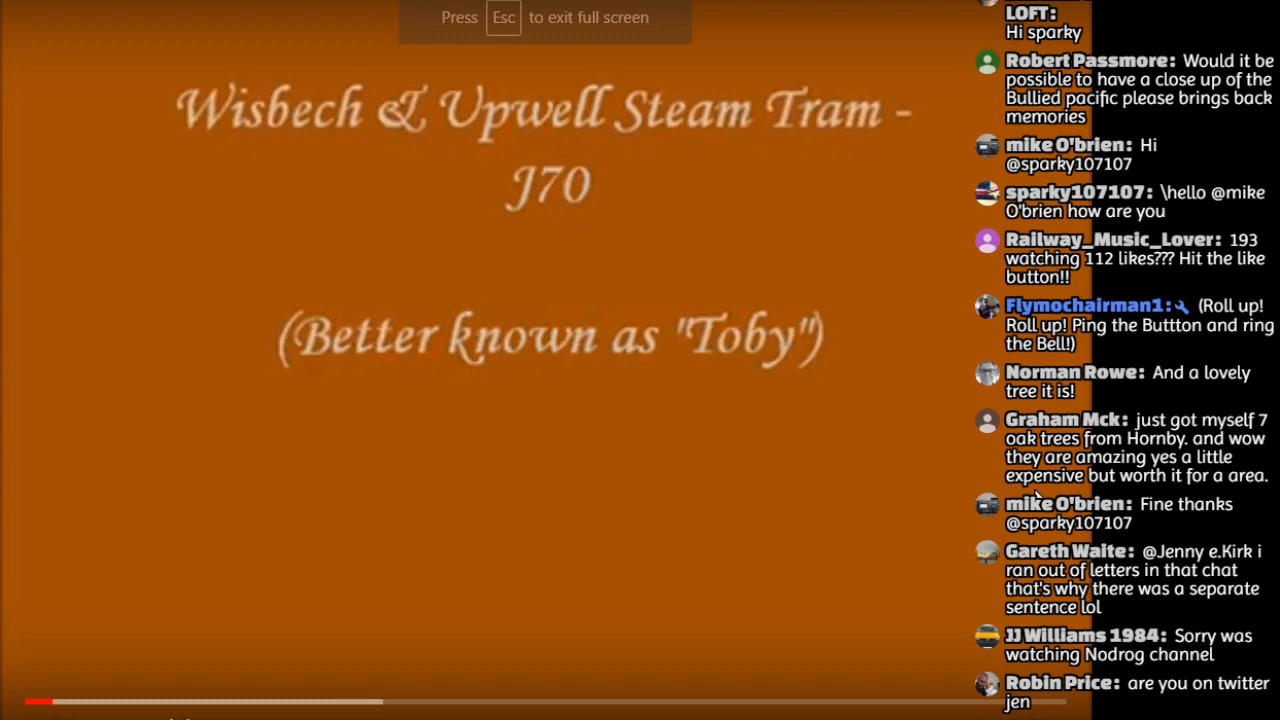 Press Esc to exit full screen
Wisbech & Upwell Steam Tram -
J70
(Better known as "Toby")
LOFT:
Hi sparky
Robert Passmore: Would it be
possible to have a close up of the
Bullied pacific please brings back
memories
mike O'brien: Hi
@sparky107107
sparky107107: \hello @mike
O'brien how are you
Railway_Music_Lover: 193
watching 112 likes??? Hit the like
button!!
Flymochairman1: (Roll up!
Roll up! Ping the Buttton and ring
the Bell!)
Norman Rowe: And a lovely
tree it is!
Graham Mck: just got myself 7
oak trees from Hornby. and wow
they are amazing yes a little
expensive but worth it for a area.
mike O'brien: Fine thanks
@sparky107107
Gareth Waite: @Jenny e.Kirk i
ran out of letters in that chat
that's why there was a separate
sentence lol
JJ Williams 1984: Sorry was
watching Nodrog channel
Robin Price: are you on twitter
jen